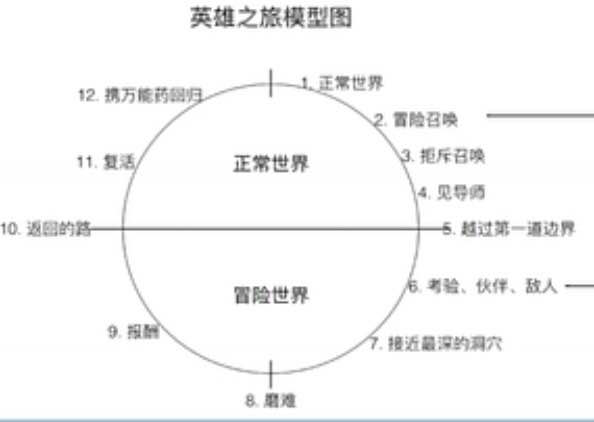 英雄之旅模型图
1. 正常世界
2. 冒险召唤
3. 拒斥召唤
4. 见导师
5. 越过第一道边界
6. 考验、伙伴、敌人
7. 接近最深的洞穴
8. 磨难
9. 报酬
10. 返回的路
11. 复活
12. 携万能药回归
正常世界
冒险世界